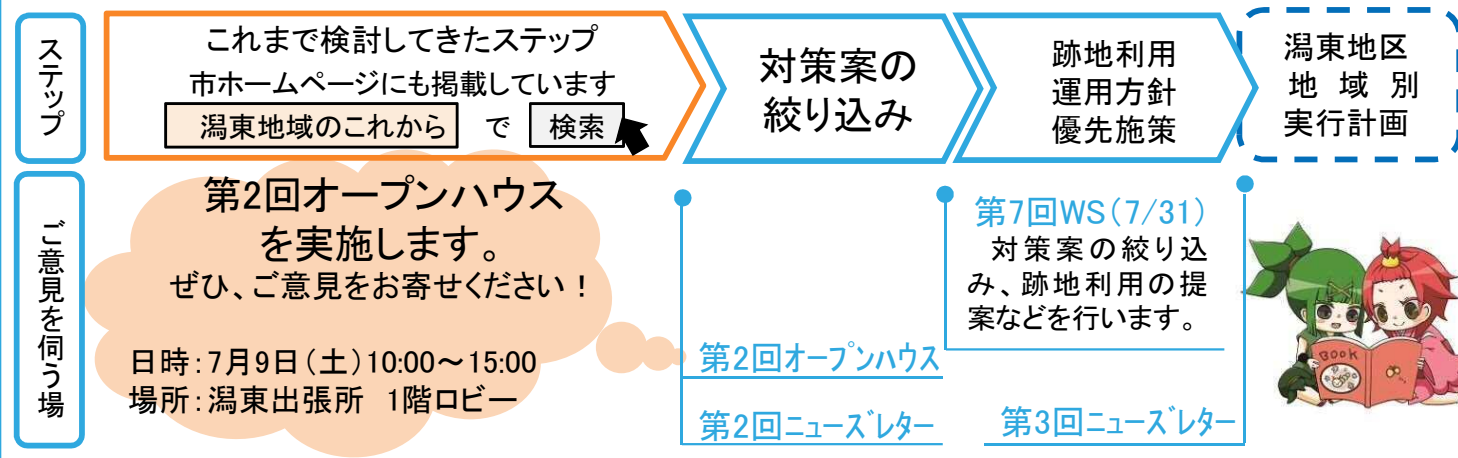 ステップ
これまで検討してきたステップ
市ホームページにも掲載しています
潟東地域のこれから で 検索
対策案の
絞り込み
跡地利用
運用方針
優先施策
潟東地区
地域別
実行計画
ご意見を伺う場
第2回オープンハウス
を実施します。
ぜひ、ご意見をお寄せください！
日時：7月9日（土）10:00～15:00
場所：潟東出張所 1階ロビー
第2回オープンハウス
第2回ニューズレター
第7回WS（7/31）
対策案の絞り込
み、跡地利用の提
案などを行います。
第3回ニューズレター
BOOK